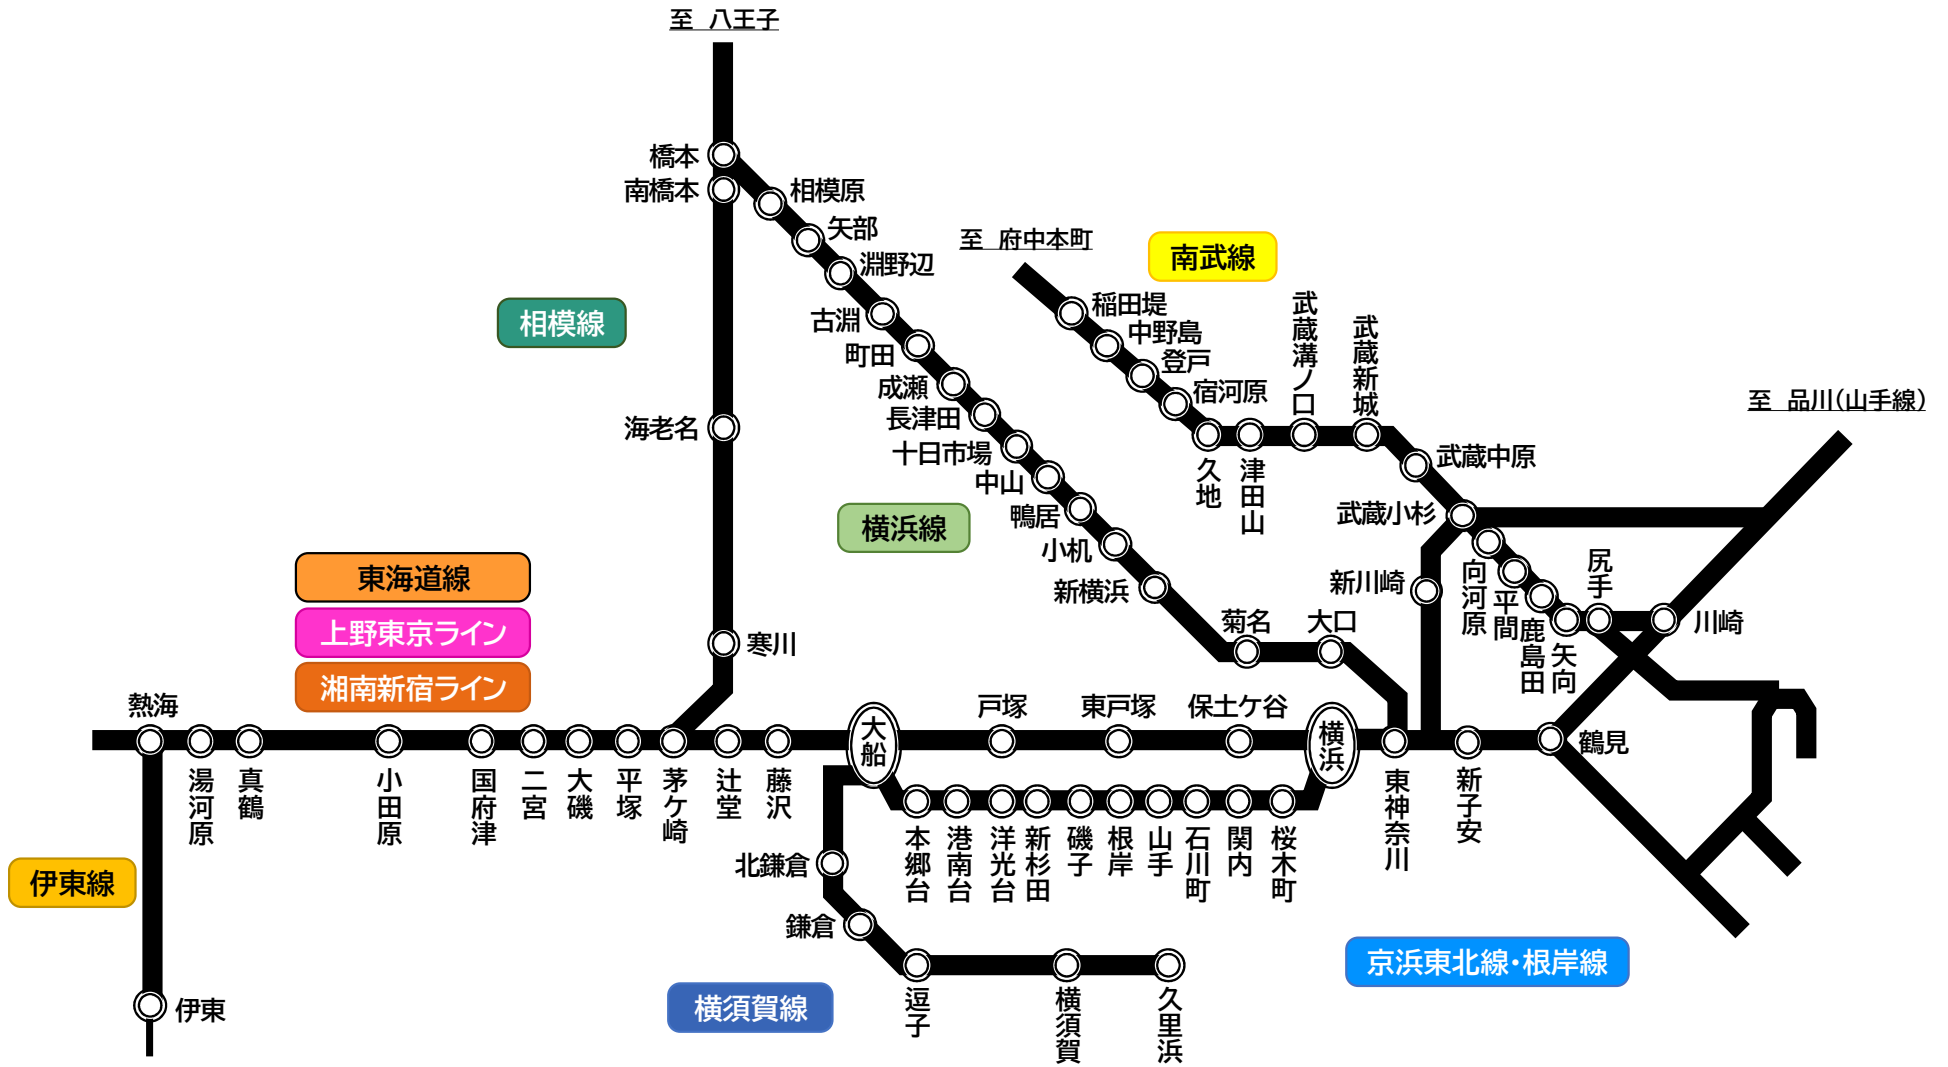 至 八王子
橋本
南橋本
相模原
矢部
淵野辺
古淵
町田
成瀬
長津田
十日市場
中山
鴨居
小机
新横浜
菊名
大口
相模線
海老名
寒川
横浜線
至 府中本町
南武線
稲田堤
中野島
登戸
宿河原
久地
津田山
武蔵溝ノ口
武蔵新城
武蔵中原
武蔵小杉
向河原
平間
鹿島田
矢向
尻手
川崎
新川崎
至 品川(山手線)
東海道線
上野東京ライン
湘南新宿ライン
熱海
湯河原
真鶴
小田原
国府津
二宮
大磯
平塚
茅ケ崎
辻堂
藤沢
大船
戸塚
東戸塚
保土ケ谷
横浜
東神奈川
新子安
鶴見
本郷台
港南台
洋光台
新杉田
磯子
根岸
山手
石川町
関内
桜木町
北鎌倉
鎌倉
逗子
横須賀
久里浜
伊東線
伊東
横須賀線
京浜東北線・根岸線